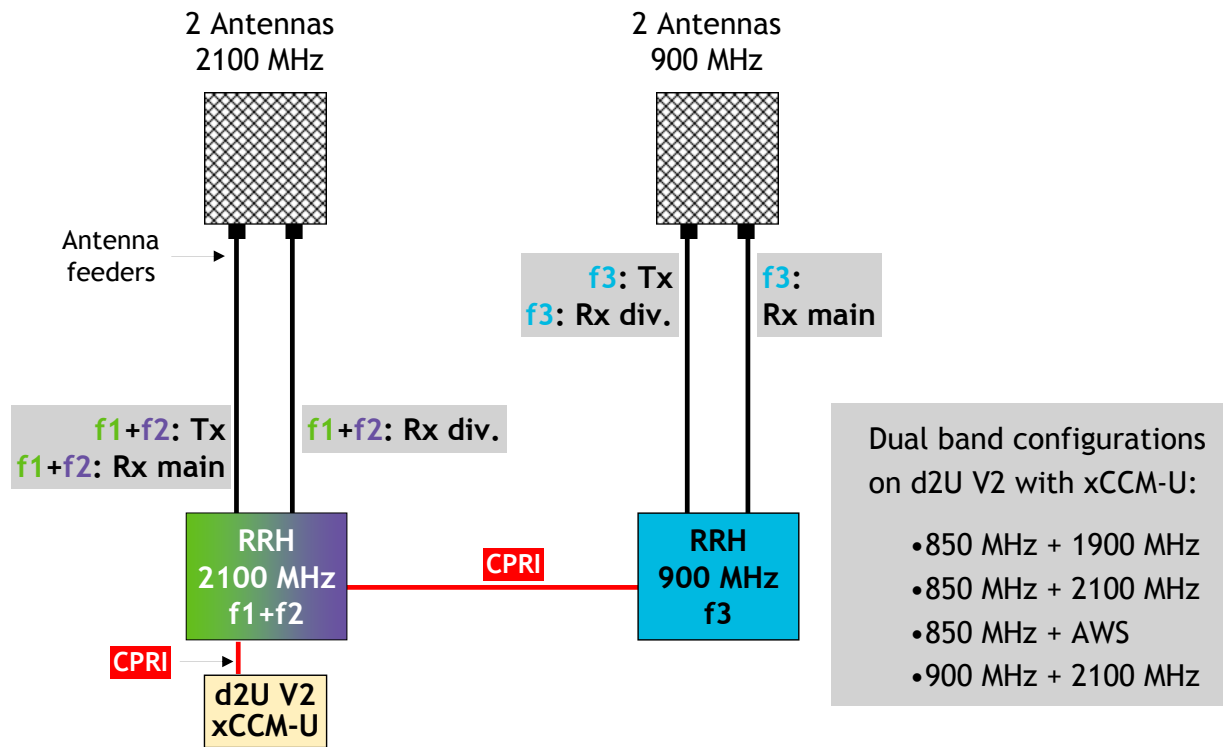 2 Antennas
2100 MHz
2 Antennas
900 MHz
Antenna
feeders
f3: Tx
f3: Rx div.
f3:
Rx main
f1+f2: Tx
f1+f2: Rx main
f1+f2: Rx div.
RRH
2100 MHz
f1+f2
CPRI
RRH
900 MHz
f3
CPRI
d2U V2
xCCM-U
Dual band configurations
on d2U V2 with xCCM-U:
•850 MHz + 1900 MHz
•850 MHz + 2100 MHz
•850 MHz + AWS
•900 MHz + 2100 MHz